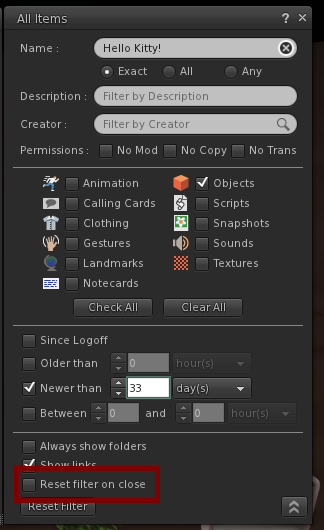 All Items ? ×
Name : Hello Kitty!
Exact All Any
Description : Filter by Description
Creator : Filter by Creator
Permissions : No Mod No Copy No Trans
Animation Objects
Calling Cards Scripts
Clothing Snapshots
Gestures Sounds
Landmarks Textures
Notecards
Check All Clear All
Since Logoff
Older than 0 hour(s)
Newer than 33 day(s)
Between 0 and 0 hour(s)
Always show folders
Show links
Reset filter on close
Reset Filter